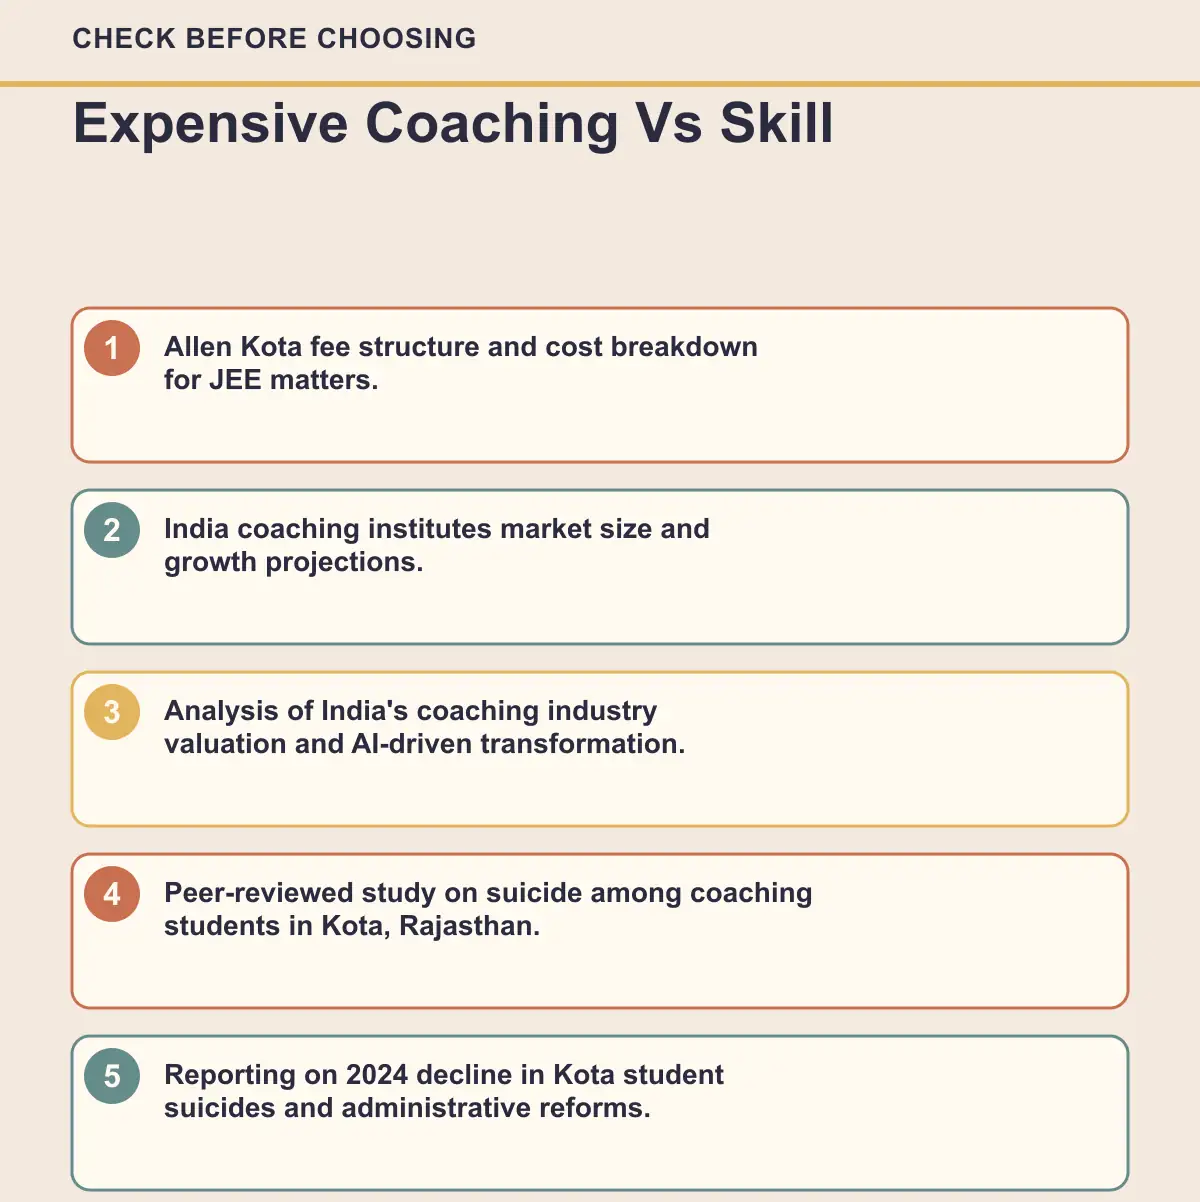 CHECK BEFORE CHOOSING
Expensive Coaching Vs Skill
1
Allen Kota fee structure and cost breakdown
for JEE matters.
2
India coaching institutes market size and
growth projections.
3
Analysis of India's coaching industry
valuation and AI-driven transformation.
4
Peer-reviewed study on suicide among coaching
students in Kota, Rajasthan.
5
Reporting on 2024 decline in Kota student
suicides and administrative reforms.